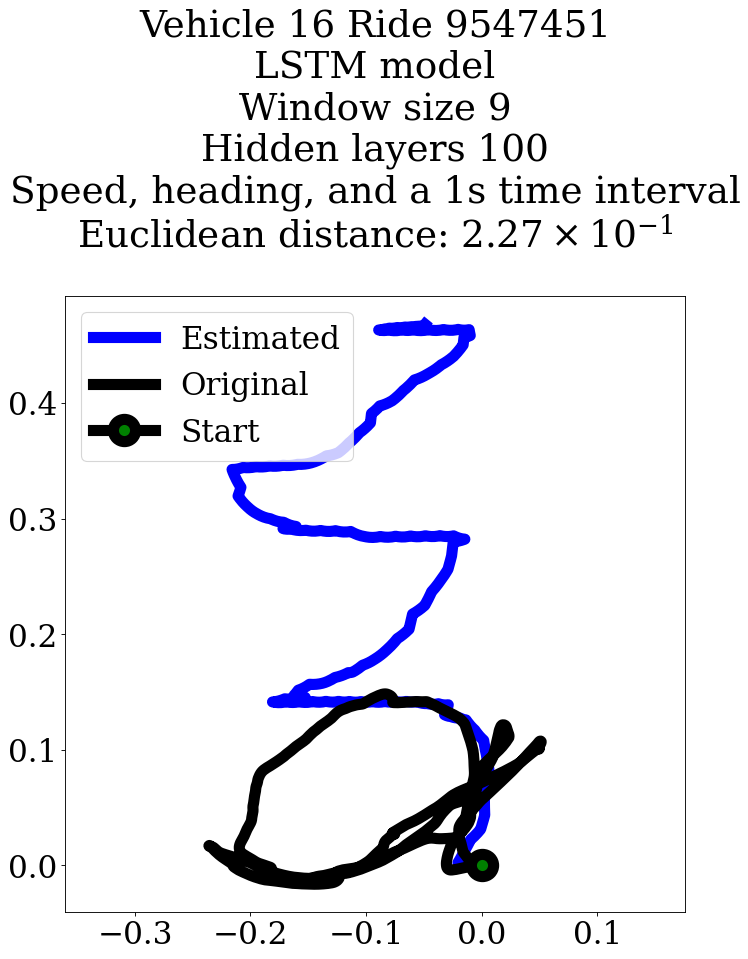 Vehicle 16 Ride 9547451
LSTM model
Window size 9
Hidden layers 100
Speed, heading, and a 1s time interval
Euclidean distance: 2.27 × 10⁻¹
Estimated
Original
Start
0.4
0.3
0.2
0.1
0.0
−0.3 −0.2 −0.1 0.0 0.1